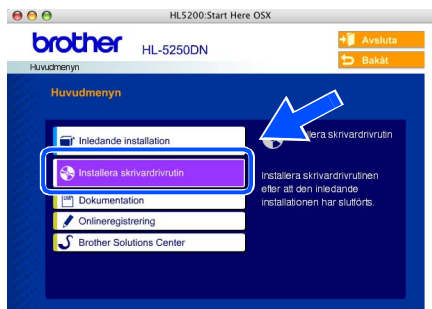 HL5200:Start Here OSX
brother HL-5250DN
Avsluta
Bakåt
Huvudmenyn
Huvudmenyn
Inledande installation
Installera skrivardrivrutin
Dokumentation
Onlineregistrering
Brother Solutions Center
llera skrivardrivrutin
Installera skrivardrivrutinen
efter att den inledande
installationen har slutförts.